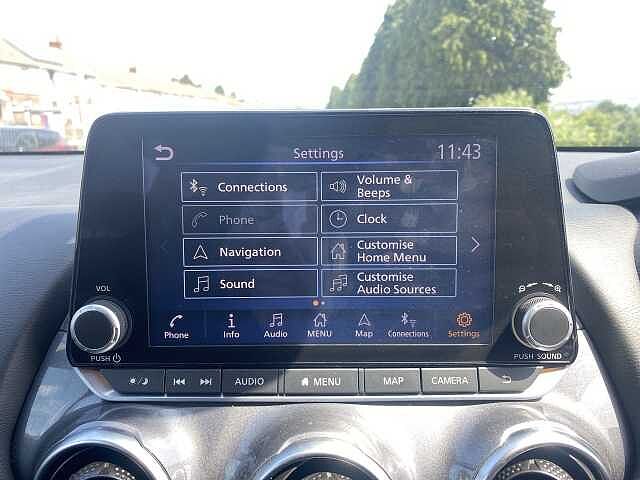 Settings
11:43
Connections
Volume &
Beeps
Phone
Clock
Navigation
Customise
Home Menu
Sound
Customise
Audio Sources
VOL
Phone
Info
Audio
MENU
Map
Connections
Settings
PUSH
PUSH SOUND
AUDIO
MENU
MAP
CAMERA